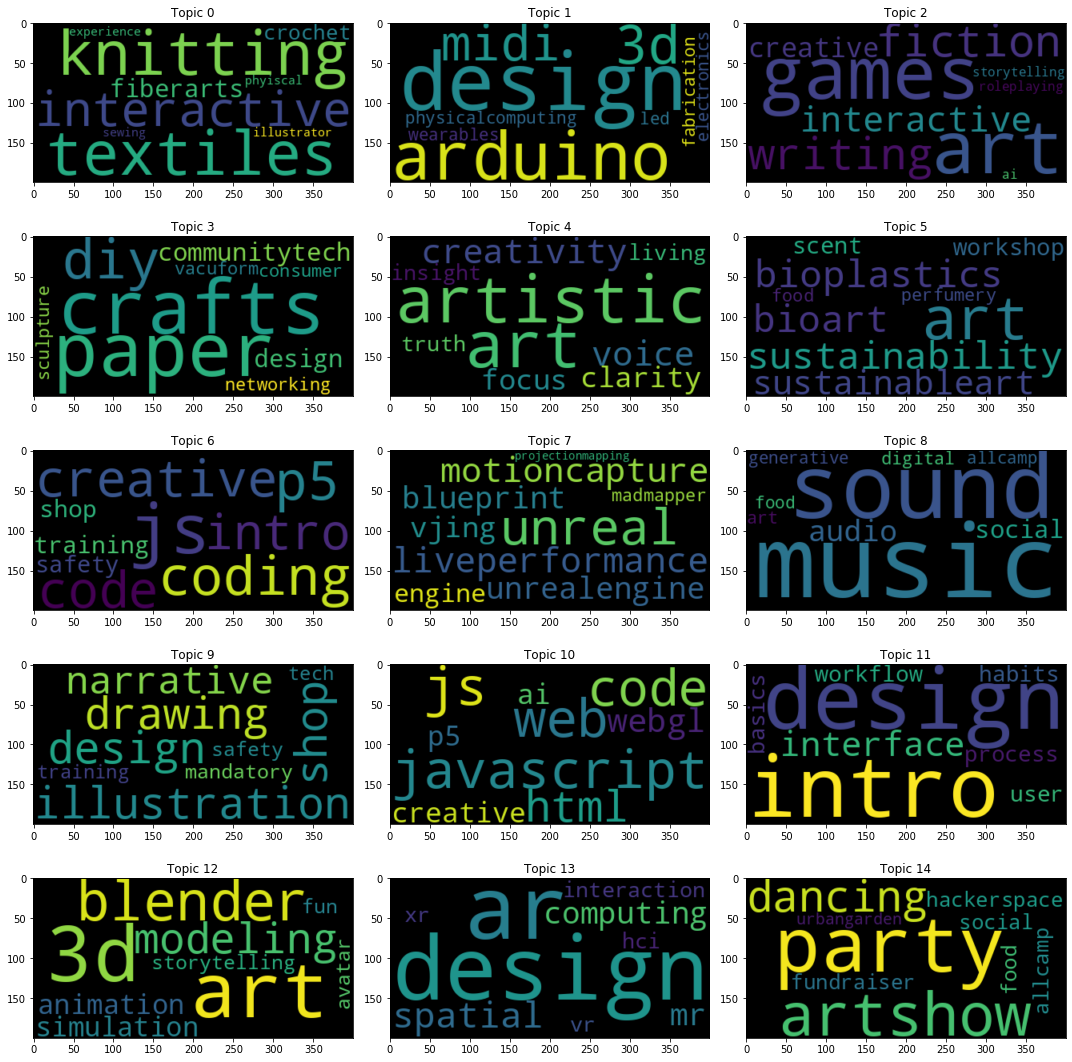 Topic 0
experience
crochet
knitting
fiberarts
phyiscal
interactive
sewing
illustrator
textiles
0
50
100
150
0 50 100 150 200 250 300 350
Topic 1
midi
3d
design
fabrication
electronics
physicalcomputing
led
wearables
arduino
0
50
100
150
0 50 100 150 200 250 300 350
Topic 2
creative
fiction
games
storytelling
roleplaying
interactive
writing
art
ai
0
50
100
150
0 50 100 150 200 250 300 350
Topic 3
diy
communitytech
vacuform
consumer
crafts
sculpture
paper
design
networking
0
50
100
150
0 50 100 150 200 250 300 350
Topic 4
creativity
living
insight
artistic
truth
art
voice
focus
clarity
0
50
100
150
0 50 100 150 200 250 300 350
Topic 5
scent
workshop
bioplastics
food
perfumery
bioart
art
sustainability
sustainableart
0
50
100
150
0 50 100 150 200 250 300 350
Topic 6
creative
p5
shop
js
intro
training
safety
code
coding
0
50
100
150
0 50 100 150 200 250 300 350
Topic 7
projectionmapping
motioncapture
blueprint
madmapper
vjing
unreal
liveperformance
engine
unrealengine
0
50
100
150
0 50 100 150 200 250 300 350
Topic 8
generative
digital
allcamp
sound
food
art
audio
social
music
0
50
100
150
0 50 100 150 200 250 300 350
Topic 9
narrative
tech
drawing
shop
design
safety
training
mandatory
illustration
0
50
100
150
0 50 100 150 200 250 300 350
Topic 10
js
ai
code
web
webgl
p5
javascript
creative
html
0
50
100
150
0 50 100 150 200 250 300 350
Topic 11
workflow
habits
basics
design
interface
process
intro
user
0
50
100
150
0 50 100 150 200 250 300 350
Topic 12
blender
fun
3d
modeling
storytelling
avatar
art
animation
simulation
0
50
100
150
0 50 100 150 200 250 300 350
Topic 13
ar
interaction
xr
computing
design
hci
spatial
vr
mr
0
50
100
150
0 50 100 150 200 250 300 350
Topic 14
dancing
hackerspace
urbangarden
social
party
food
allcamp
fundraiser
artshow
0
50
100
150
0 50 100 150 200 250 300 350